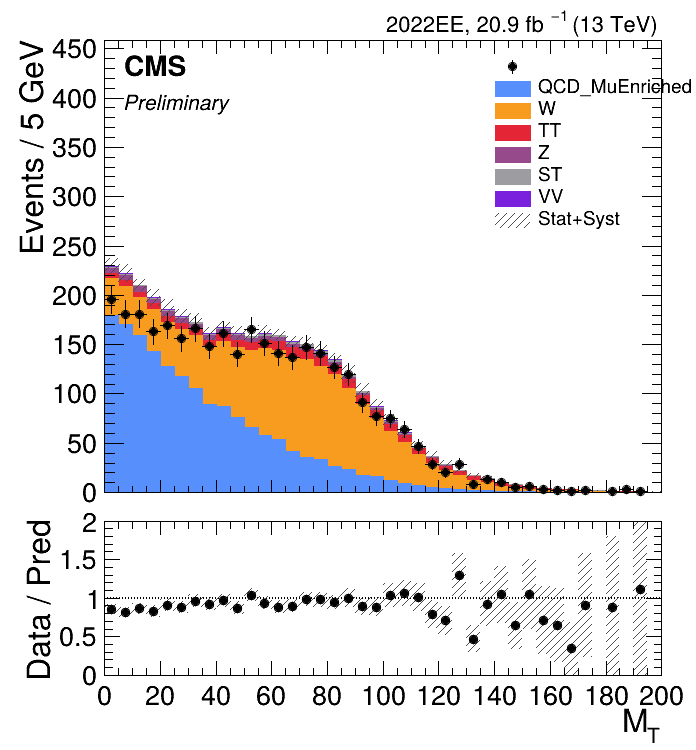 2022EE, 20.9 fb⁻¹ (13 TeV)
CMS
Preliminary
QCD_MuEnriched
W
TT
Z
ST
VV
Stat+Syst
Events / 5 GeV
450
400
350
300
250
200
150
100
50
0
Data / Pred
2
1.5
1
0.5
0
0 20 40 60 80 100 120 140 160 180 200
M_T